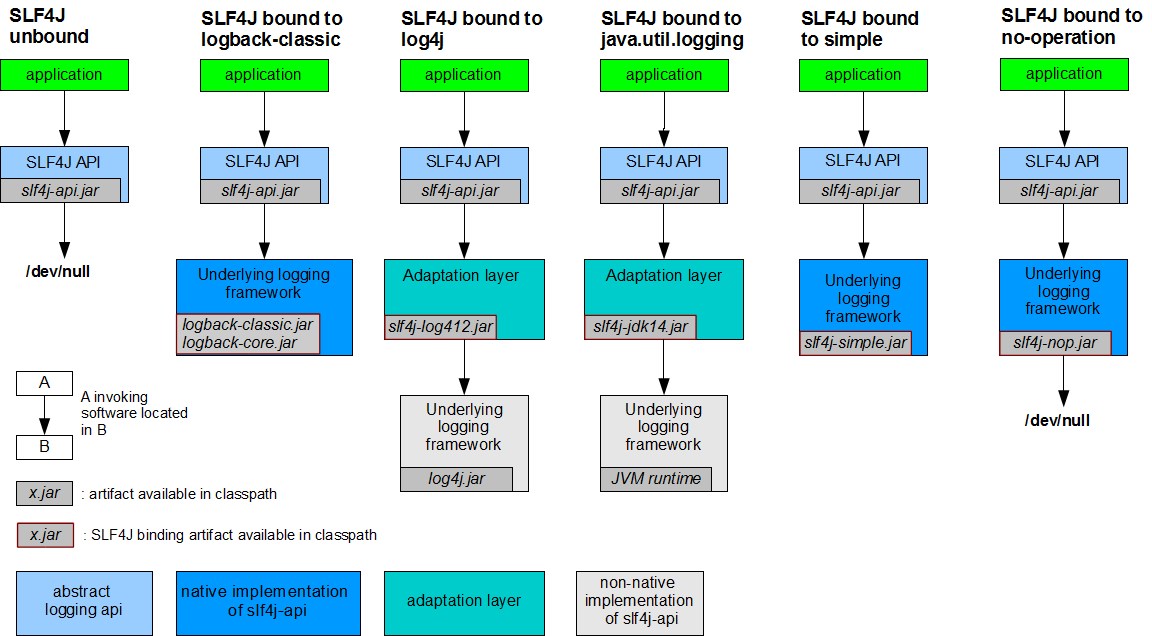 SLF4J
unbound
application
SLF4J API
slf4j-api.jar
/dev/null
SLF4J bound to
logback-classic
application
SLF4J API
slf4j-api.jar
Underlying logging
framework
logback-classic.jar
logback-core.jar
SLF4J bound to
log4j
application
SLF4J API
slf4j-api.jar
Adaptation layer
slf4j-log412.jar
Underlying
logging
framework
log4j.jar
SLF4J bound to
java.util.logging
application
SLF4J API
slf4j-api.jar
Adaptation layer
slf4j-jdk14.jar
Underlying
logging
framework
JVM runtime
SLF4J bound
to simple
application
SLF4J API
slf4j-api.jar
Underlying
logging
framework
slf4j-simple.jar
SLF4J bound to
no-operation
application
SLF4J API
slf4j-api.jar
Underlying
logging
framework
slf4j-nop.jar
/dev/null
A
B
A invoking
software located
in B
x.jar
: artifact available in classpath
x.jar
: SLF4J binding artifact available in classpath
abstract
logging api
native implementation
of slf4j-api
adaptation layer
non-native
implementation
of slf4j-api